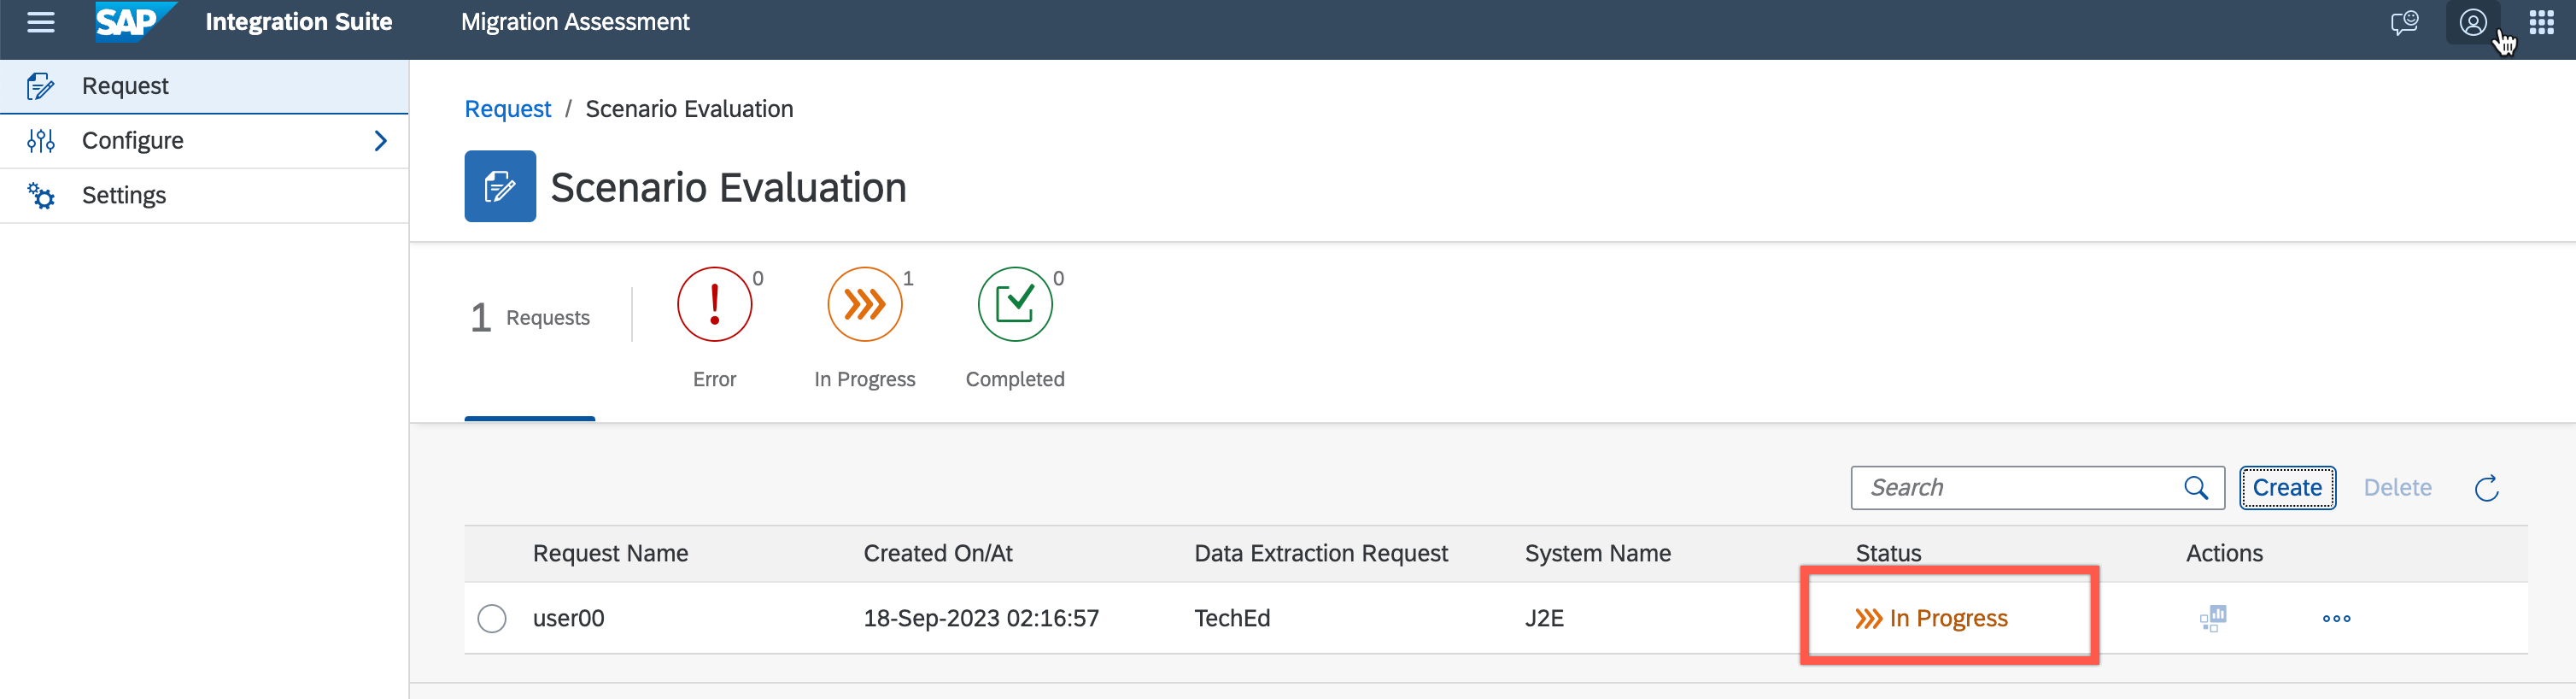 SAP Integration Suite Migration Assessment
Request
Configure
Settings
Request / Scenario Evaluation
Scenario Evaluation
1 Requests
0
1
0
Error
In Progress
Completed
Search
Create
Delete
Request Name Created On/At Data Extraction Request System Name Status Actions
user00 18-Sep-2023 02:16:57 TechEd J2E In Progress